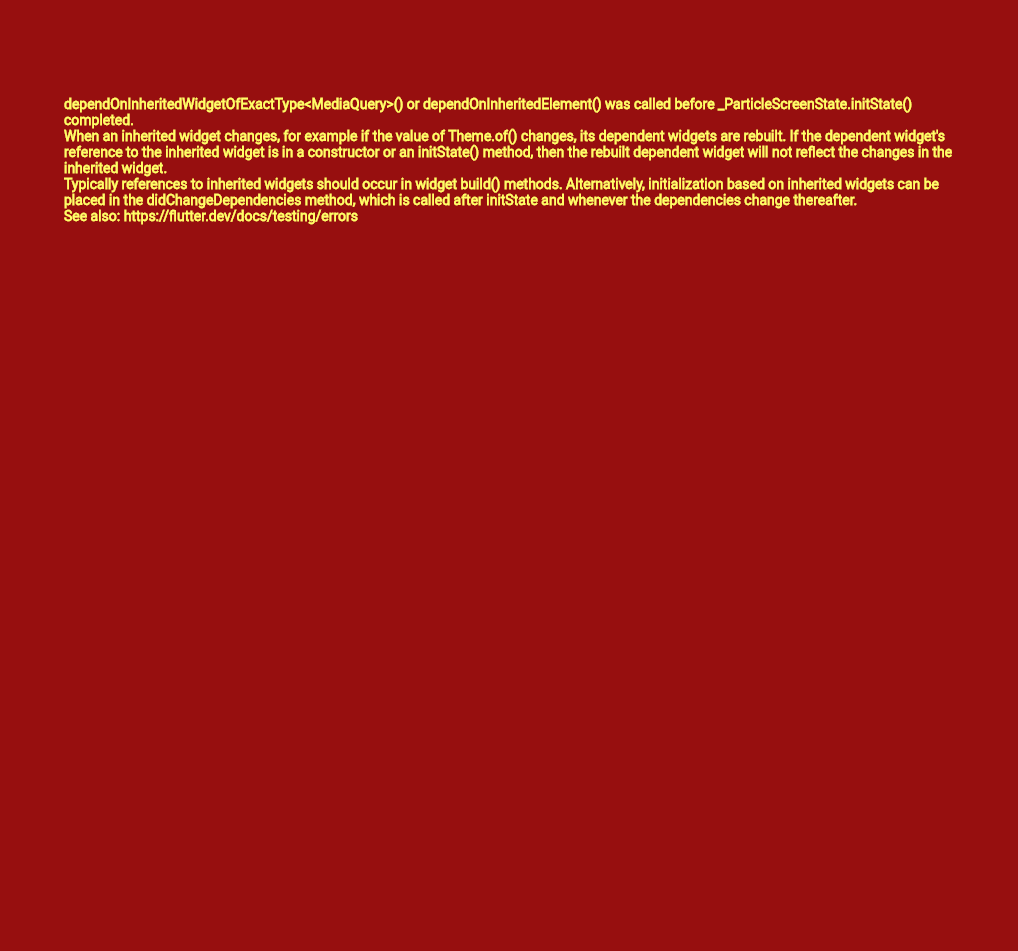 dependOnInheritedWidgetOfExactType<MediaQuery>() or dependOnInheritedElement() was called before _ParticleScreenState.initState()
completed.
When an inherited widget changes, for example if the value of Theme.of() changes, its dependent widgets are rebuilt. If the dependent widget's
reference to the inherited widget is in a constructor or an initState() method, then the rebuilt dependent widget will not reflect the changes in the
inherited widget.
Typically references to inherited widgets should occur in widget build() methods. Alternatively, initialization based on inherited widgets can be
placed in the didChangeDependencies method, which is called after initState and whenever the dependencies change thereafter.
See also: https://flutter.dev/docs/testing/errors